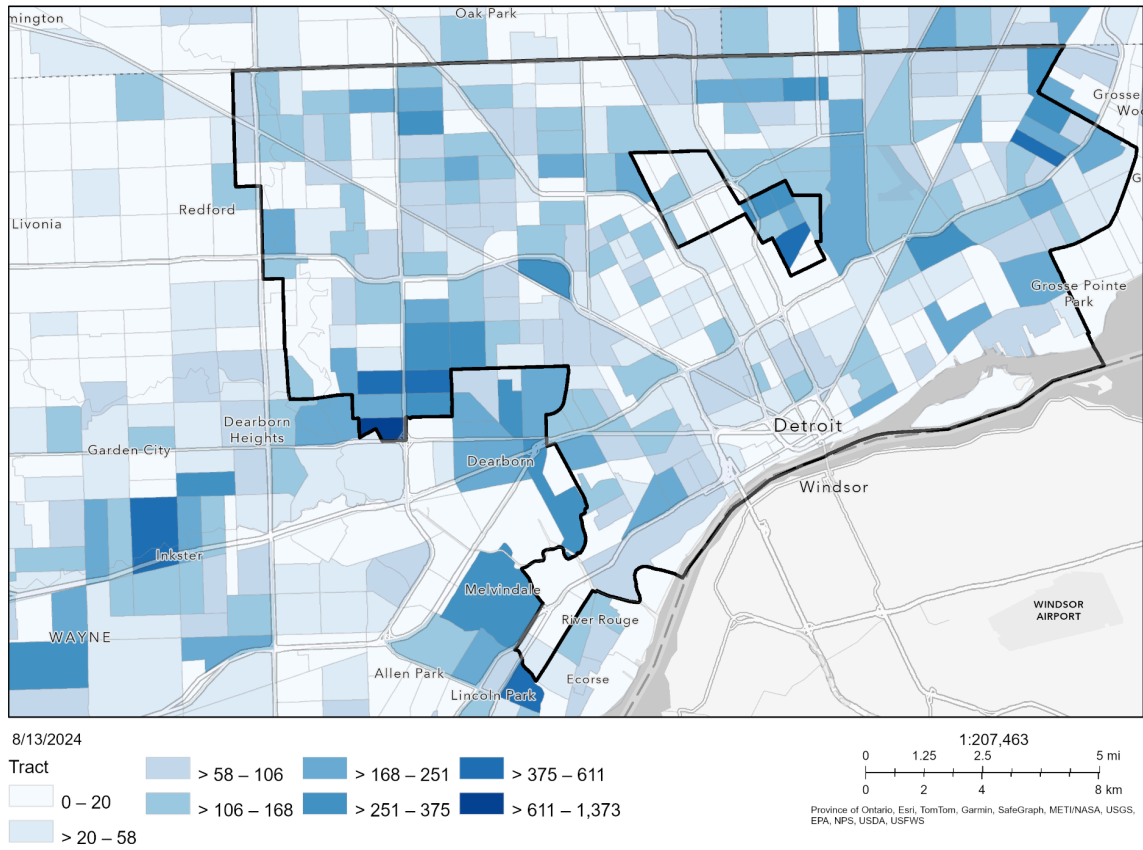 mington
Oak Park
Grosse
Woo
G
Redford
Livonia
Grosse Pointe
Park
Dearborn
Heights
Garden City
Detroit
Dearborn
Windsor
Inkster
Melvindale
WINDSOR
AIRPORT
River Rouge
WAYNE
Allen Park
Ecorse
Lincoln Park
8/13/2024
Tract
0 – 20
> 20 – 58
> 58 – 106
> 106 – 168
> 168 – 251
> 251 – 375
> 375 – 611
> 611 – 1,373
1:207,463
0 1.25 2.5 5 mi
0 2 4 8 km
Province of Ontario, Esri, TomTom, Garmin, SafeGraph, METI/NASA, USGS,
EPA, NPS, USDA, USFWS